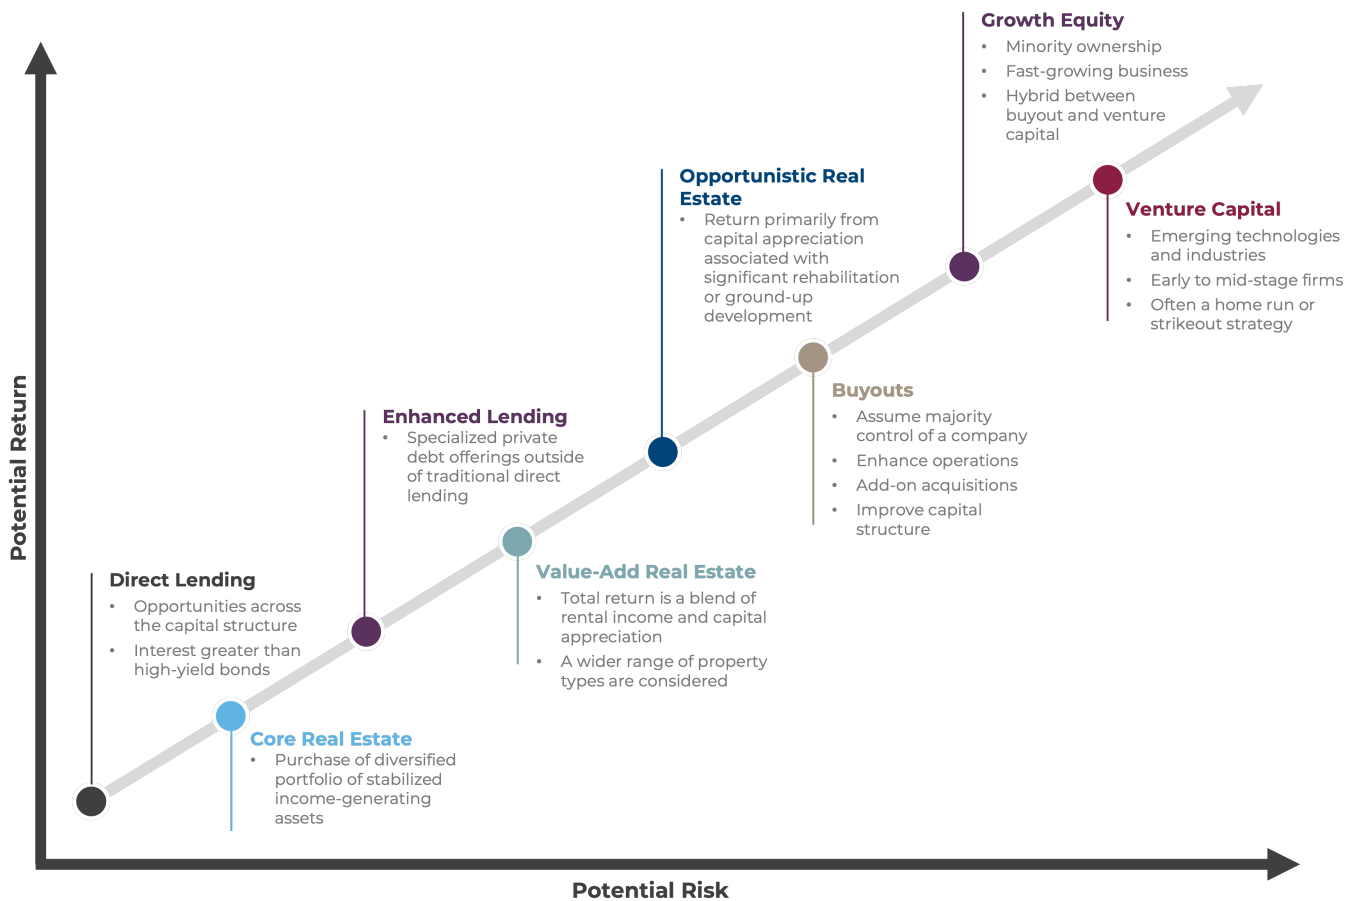 Growth Equity
• Minority ownership
• Fast-growing business
• Hybrid between
buyout and venture
capital
Opportunistic Real
Estate
• Return primarily from
capital appreciation
associated with
significant rehabilitation
or ground-up
development
Venture Capital
• Emerging technologies
and industries
• Early to mid-stage firms
• Often a home run or
strikeout strategy
Buyouts
• Assume majority
control of a company
• Enhance operations
• Add-on acquisitions
• Improve capital
structure
Enhanced Lending
• Specialized private
debt offerings outside
of traditional direct
lending
Value-Add Real Estate
• Total return is a blend of
rental income and capital
appreciation
• A wider range of property
types are considered
Direct Lending
• Opportunities across
the capital structure
• Interest greater than
high-yield bonds
Core Real Estate
• Purchase of diversified
portfolio of stabilized
income-generating
assets
Potential Return
Potential Risk